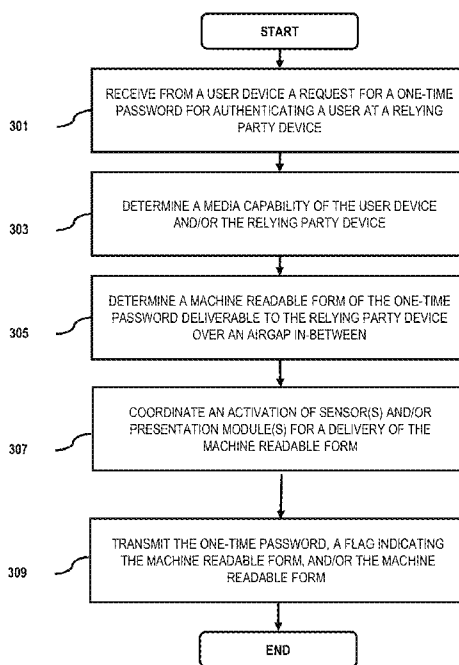 START
301
RECEIVE FROM A USER DEVICE A REQUEST FOR A ONE-TIME
PASSWORD FOR AUTHENTICATING A USER AT A RELYING
PARTY DEVICE
303
DETERMINE A MEDIA CAPABILITY OF THE USER DEVICE
AND/OR THE RELYING PARTY DEVICE
305
DETERMINE A MACHINE READABLE FORM OF THE ONE-TIME
PASSWORD DELIVERABLE TO THE RELYING PARTY DEVICE
OVER AN AIRGAP IN-BETWEEN
307
COORDINATE AN ACTIVATION OF SENSOR(S) AND/OR
PRESENTATION MODULE(S) FOR A DELIVERY OF THE
MACHINE READABLE FORM
309
TRANSMIT THE ONE-TIME PASSWORD, A FLAG INDICATING
THE MACHINE READABLE FORM, AND/OR THE MACHINE
READABLE FORM
END